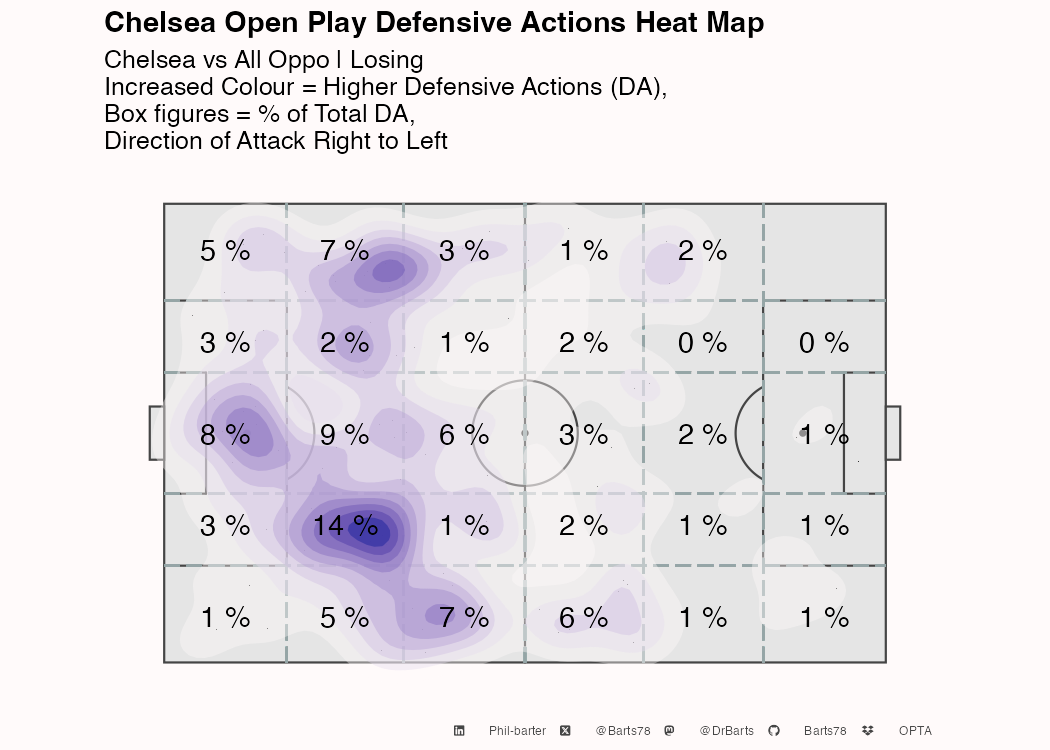 Chelsea Open Play Defensive Actions Heat Map
Chelsea vs All Oppo | Losing
Increased Colour = Higher Defensive Actions (DA),
Box figures = % of Total DA,
Direction of Attack Right to Left
5 % 7 % 3 % 1 % 2 %
3 % 2 % 1 % 2 % 0 % 0 %
8 % 9 % 6 % 3 % 2 % 1 %
3 % 14 % 1 % 2 % 1 % 1 %
1 % 5 % 7 % 6 % 1 % 1 %
Phil-barter @Barts78 @DrBarts Barts78 OPTA